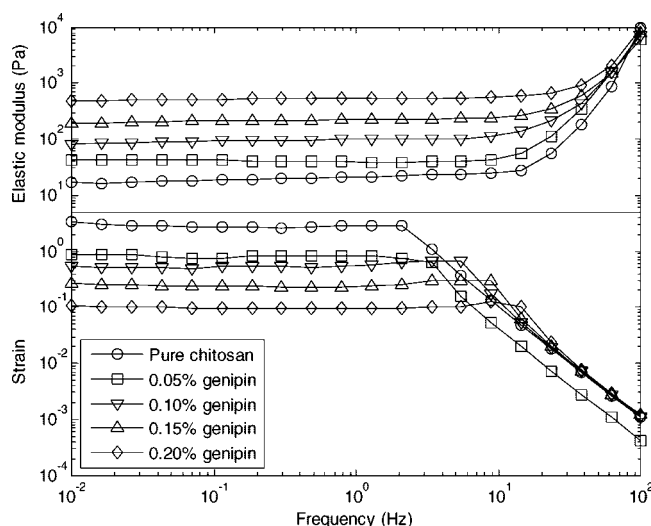 Elastic modulus (Pa)
10^4
10^3
10^2
10^1
Strain
10^0
10^-1
10^-2
10^-3
10^-4
Pure chitosan
0.05% genipin
0.10% genipin
0.15% genipin
0.20% genipin
10^-2
10^-1
10^0
10^1
10^2
Frequency (Hz)